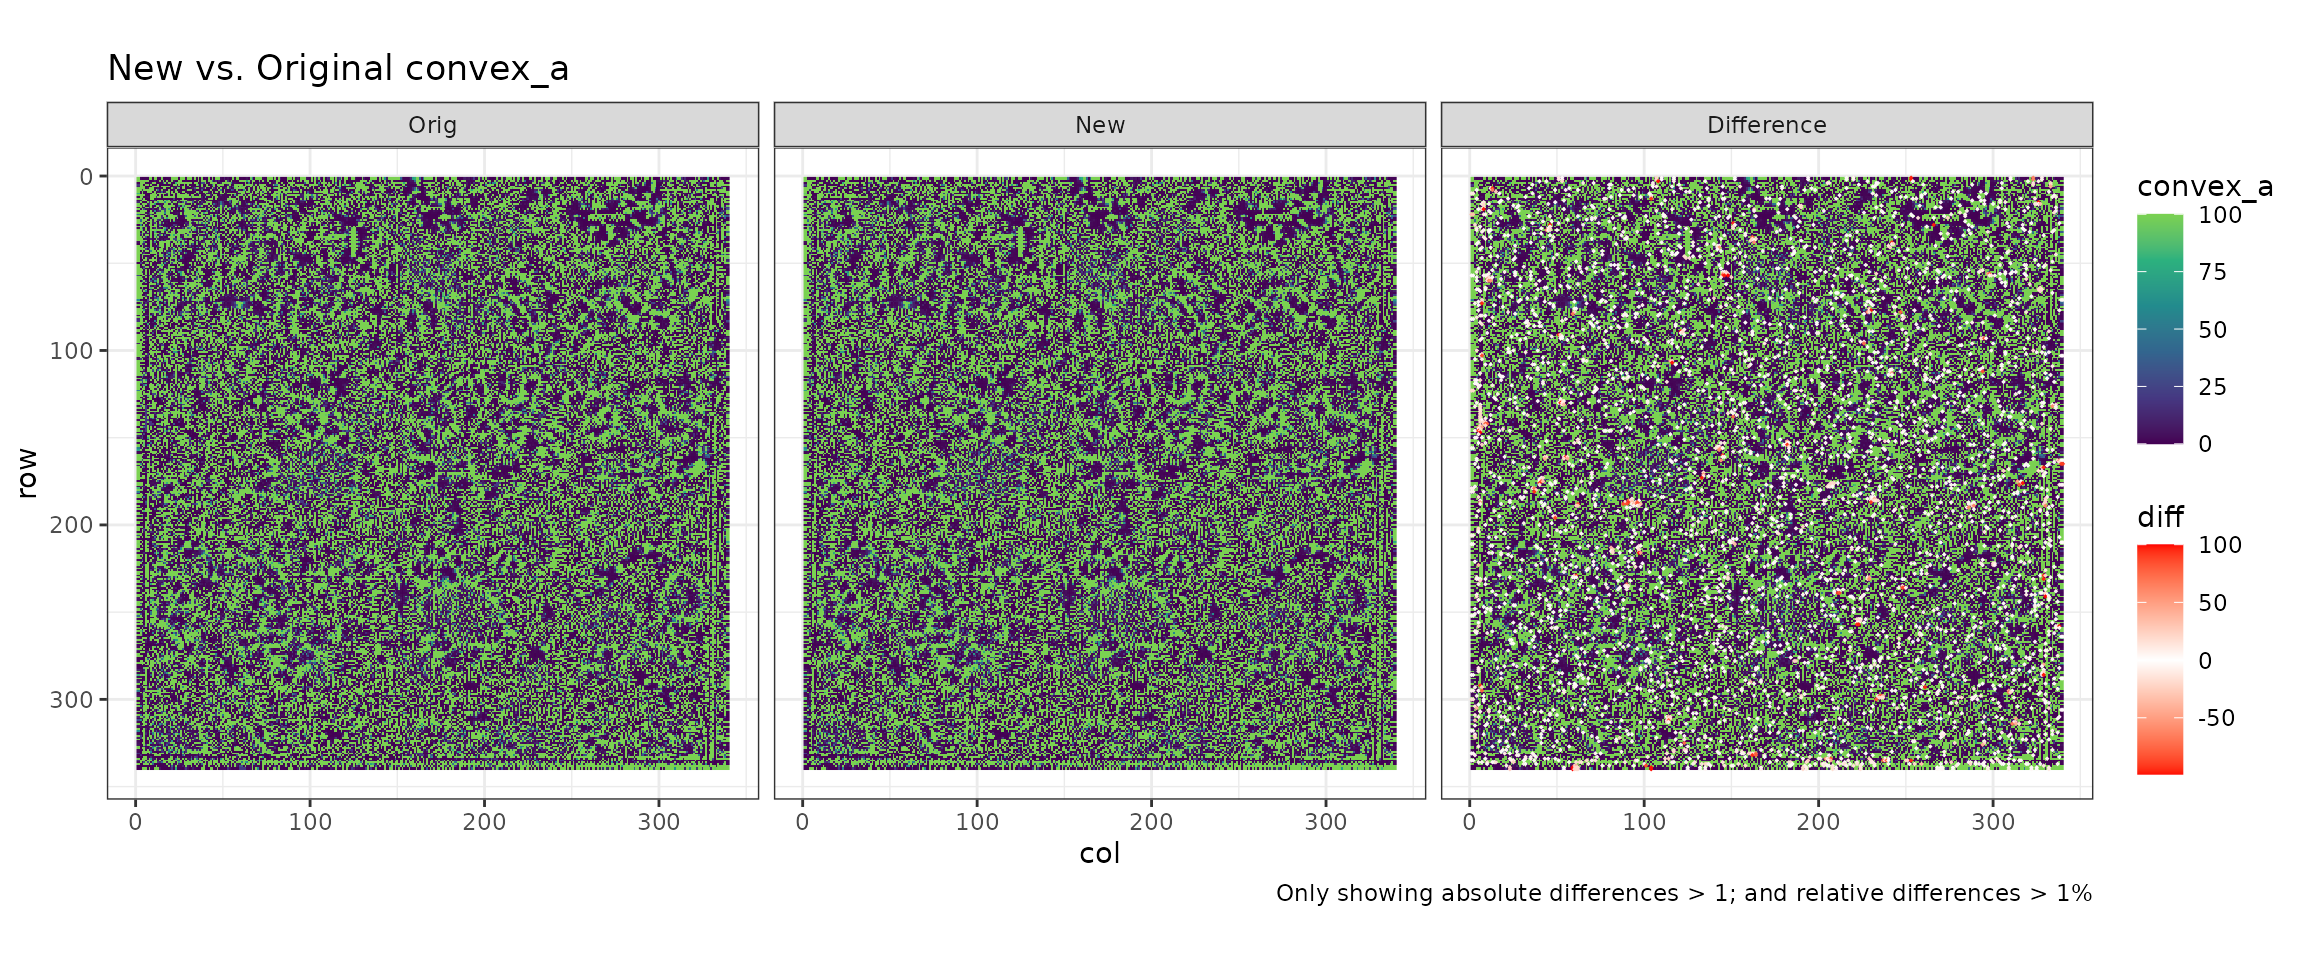 New vs. Original convex_a
Orig
New
Difference
convex_a
100
75
50
25
0
diff
100
50
0
-50
row
0
100
200
300
0 100 200 300
0 100 200 300
0 100 200 300
col
Only showing absolute differences > 1; and relative differences > 1%